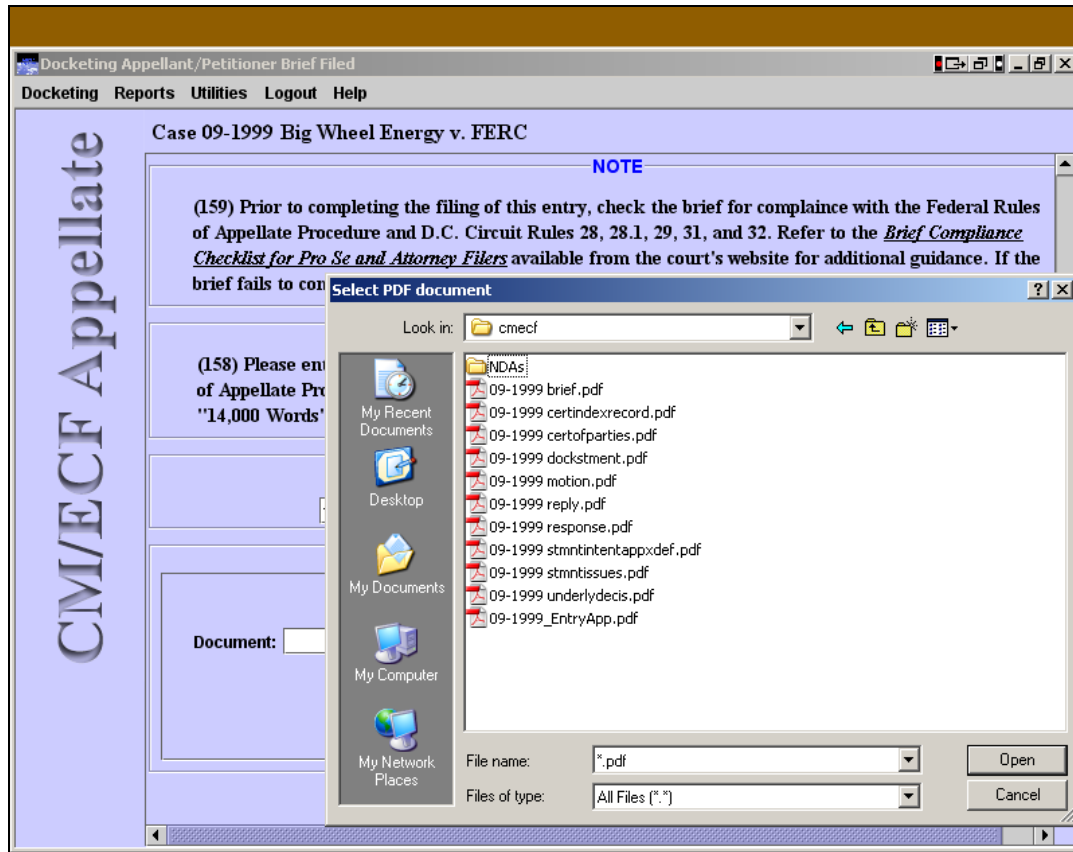 Docketing Appellant/Petitioner Brief Filed
Docketing Reports Utilities Logout Help
CM/ECF Appellate
Case 09-1999 Big Wheel Energy v. FERC
NOTE
(159) Prior to completing the filing of this entry, check the brief for complaince with the Federal Rules
of Appellate Procedure and D.C. Circuit Rules 28, 28.1, 29, 31, and 32. Refer to the Brief Compliance
Checklist for Pro Se and Attorney Filers available from the court's website for additional guidance. If the
brief fails to con
(158) Please ent
of Appellate Pro
"14,000 Words"
Document:
Select PDF document
Look in: cmecf
My Recent
Documents
Desktop
My Documents
My Computer
My Network
Places
NDAs
09-1999 brief.pdf
09-1999 certindexrecord.pdf
09-1999 certofparties.pdf
09-1999 dockstment.pdf
09-1999 motion.pdf
09-1999 reply.pdf
09-1999 response.pdf
09-1999 stmntintentappxdef.pdf
09-1999 stmntissues.pdf
09-1999 underlydecis.pdf
09-1999_EntryApp.pdf
File name: *.pdf
Open
Files of type: All Files (*.*)
Cancel